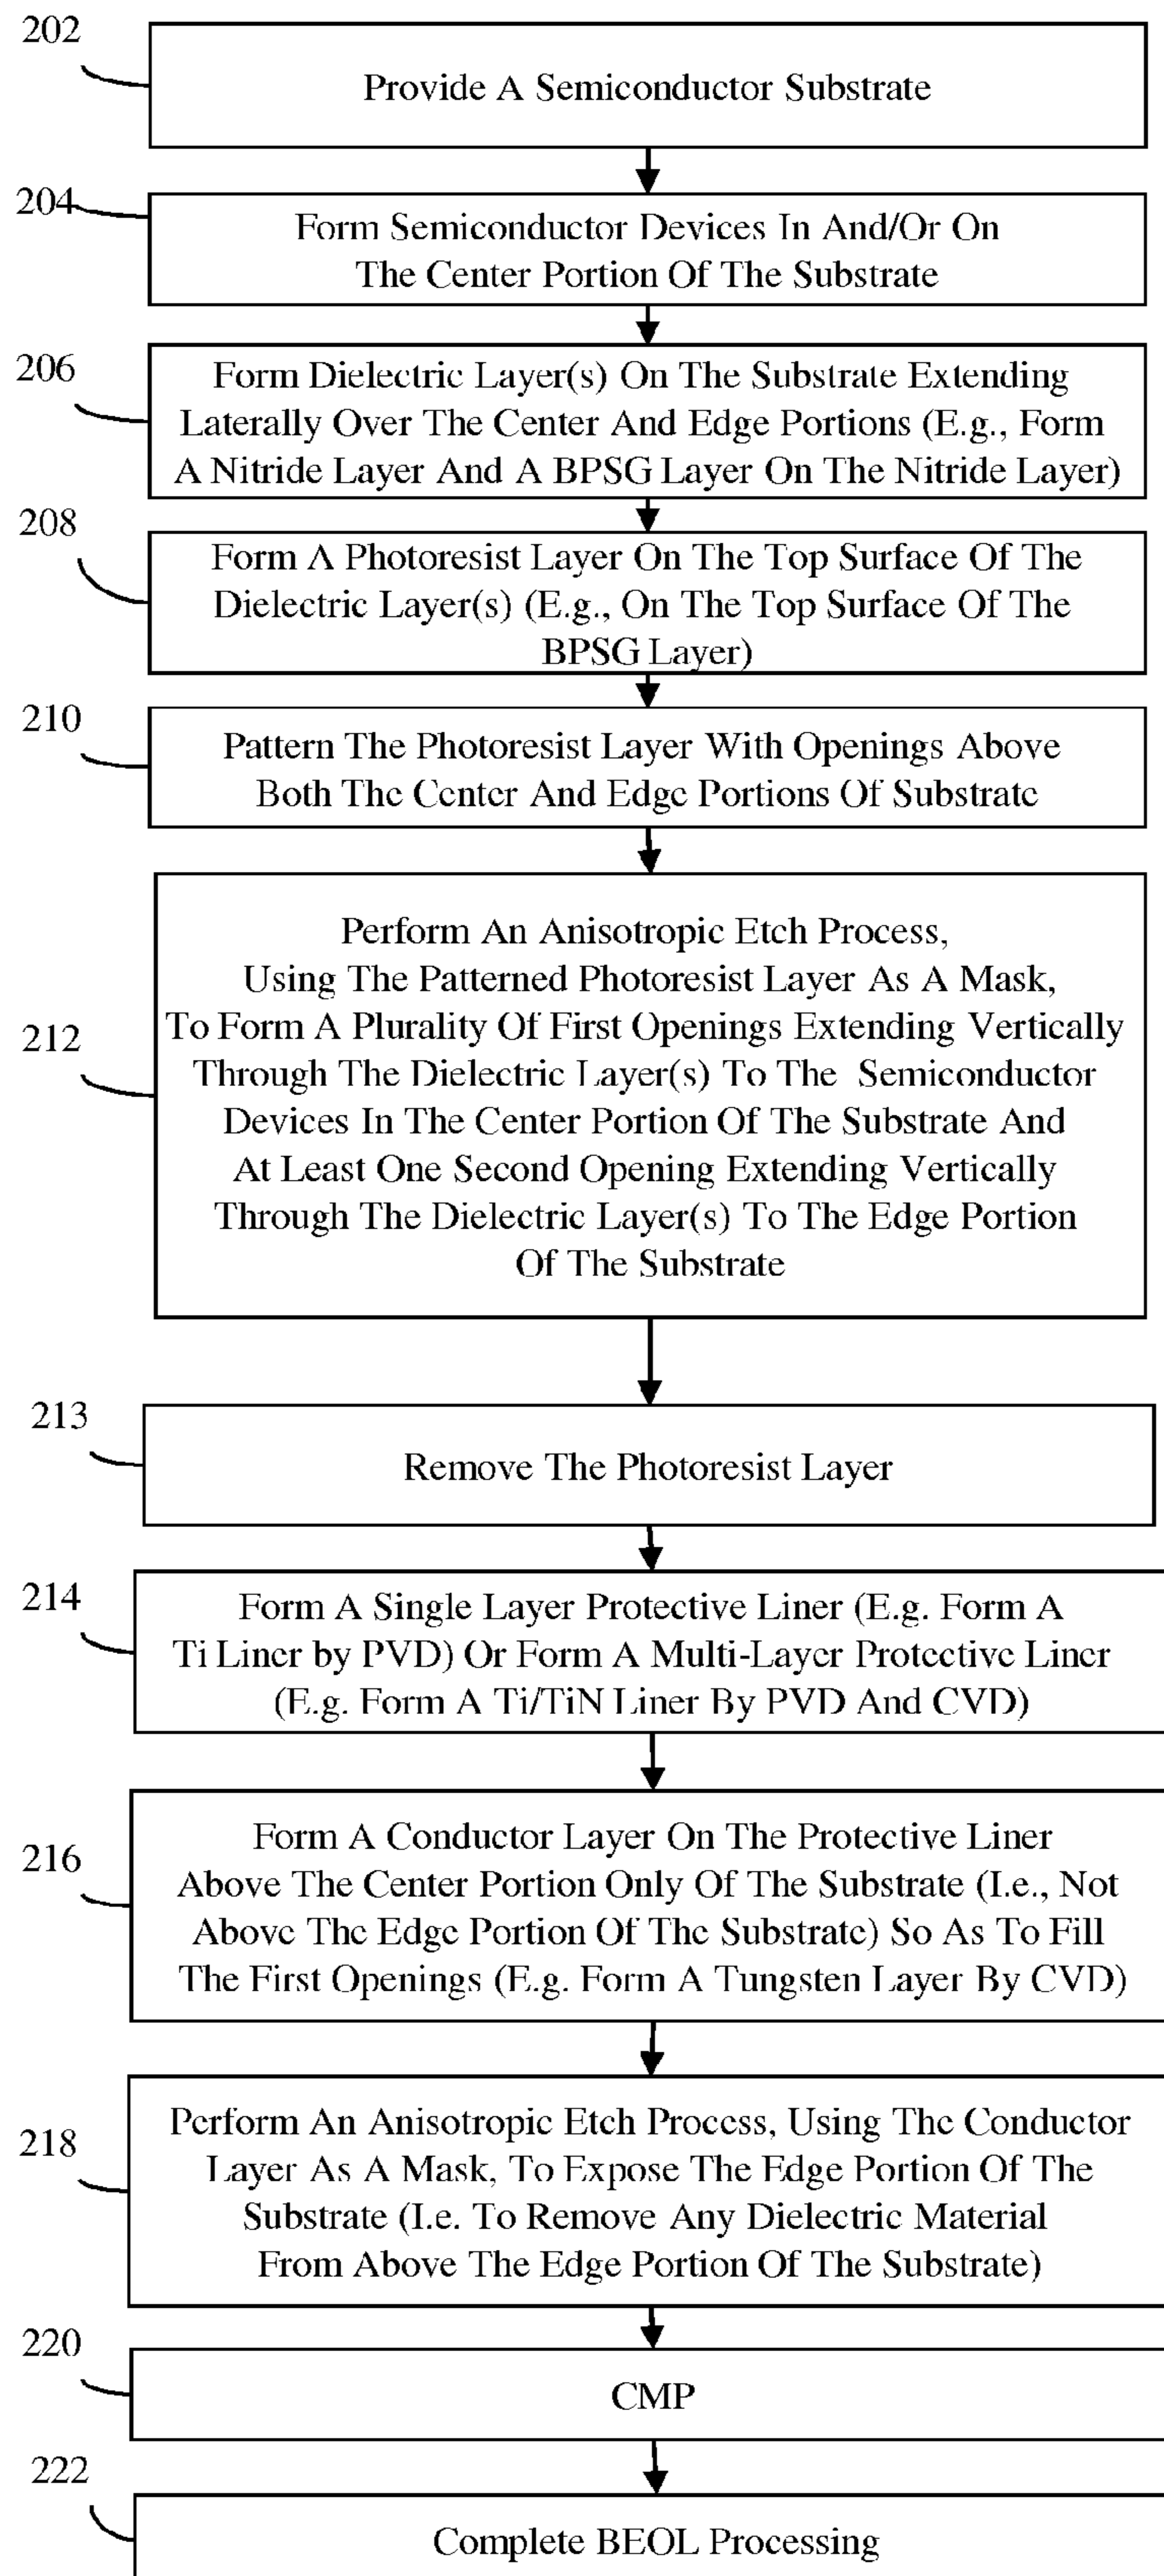 202
Provide A Semiconductor Substrate
204
Form Semiconductor Devices In And/Or On
The Center Portion Of The Substrate
206
Form Dielectric Layer(s) On The Substrate Extending
Laterally Over The Center And Edge Portions (E.g., Form
A Nitride Layer And A BPSG Layer On The Nitride Layer)
208
Form A Photoresist Layer On The Top Surface Of The
Dielectric Layer(s) (E.g., On The Top Surface Of The
BPSG Layer)
210
Pattern The Photoresist Layer With Openings Above
Both The Center And Edge Portions Of Substrate
212
Perform An Anisotropic Etch Process,
Using The Patterned Photoresist Layer As A Mask,
To Form A Plurality Of First Openings Extending Vertically
Through The Dielectric Layer(s) To The Semiconductor
Devices In The Center Portion Of The Substrate And
At Least One Second Opening Extending Vertically
Through The Dielectric Layer(s) To The Edge Portion
Of The Substrate
213
Remove The Photoresist Layer
214
Form A Single Layer Protective Liner (E.g. Form A
Ti Liner by PVD) Or Form A Multi-Layer Protective Liner
(E.g. Form A Ti/TiN Liner By PVD And CVD)
216
Form A Conductor Layer On The Protective Liner
Above The Center Portion Only Of The Substrate (I.e., Not
Above The Edge Portion Of The Substrate) So As To Fill
The First Openings (E.g. Form A Tungsten Layer By CVD)
218
Perform An Anisotropic Etch Process, Using The Conductor
Layer As A Mask, To Expose The Edge Portion Of The
Substrate (I.e. To Remove Any Dielectric Material
From Above The Edge Portion Of The Substrate)
220
CMP
222
Complete BEOL Processing